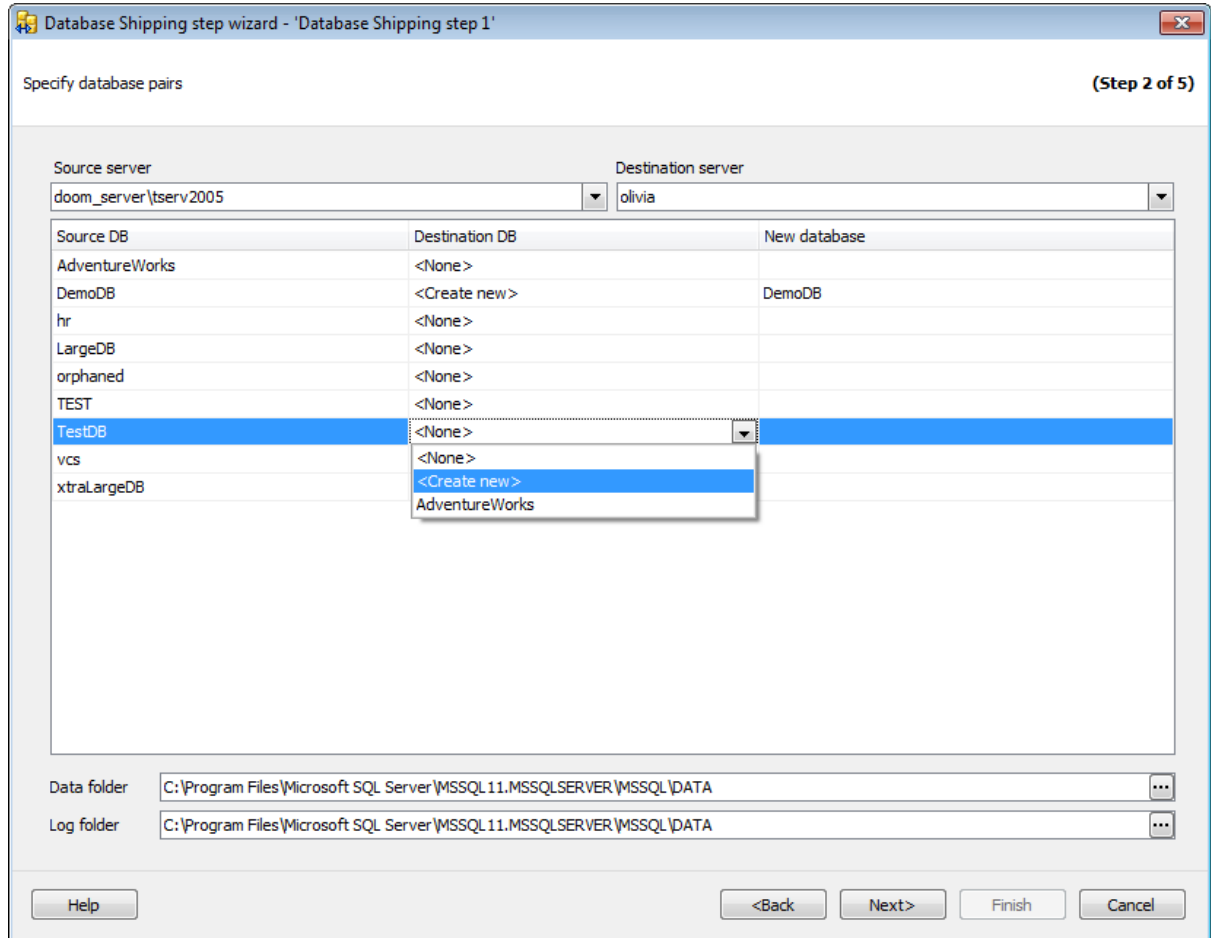 Database Shipping step wizard - 'Database Shipping step 1'
Specify database pairs (Step 2 of 5)
Source server Destination server
doom_server\tserv2005 olivia
Source DB Destination DB New database
AdventureWorks <None>
DemoDB <Create new> DemoDB
hr <None>
LargeDB <None>
orphaned <None>
TEST <None>
TestDB <None>
vcs <None>
xtraLargeDB <Create new>
AdventureWorks
Data folder C:\Program Files\Microsoft SQL Server\MSSQL11.MSSQLSERVER\MSSQL\DATA
Log folder C:\Program Files\Microsoft SQL Server\MSSQL11.MSSQLSERVER\MSSQL\DATA
Help <Back Next> Finish Cancel